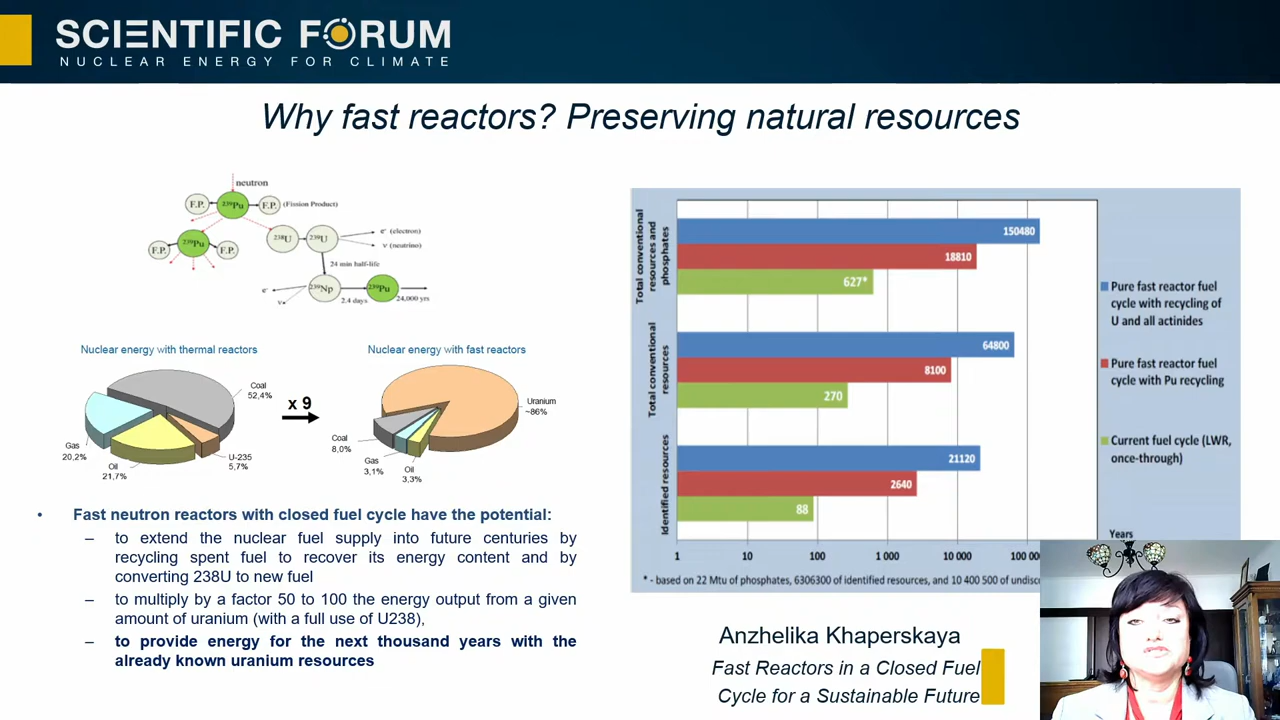 SCIENTIFIC FORUM
NUCLEAR ENERGY FOR CLIMATE
Why fast reactors? Preserving natural resources
neutron
F.P.
239Pu
F.P.
(Fission Product)
F.P.
239Pu
F.P.
238U
239U
e- (electron)
ν (neutrino)
24 min half-life
e-
ν
239Np
239Pu
2.4 days
24,000 yrs
Nuclear energy with thermal reactors
Coal
52,4%
Gas
20,2%
Oil
21,7%
U-235
5,7%
x 9
Nuclear energy with fast reactors
Uranium
~86%
Coal
8,0%
Gas
3,1%
Oil
3,3%
• Fast neutron reactors with closed fuel cycle have the potential:
– to extend the nuclear fuel supply into future centuries by
recycling spent fuel to recover its energy content and by
converting 238U to new fuel
– to multiply by a factor 50 to 100 the energy output from a given
amount of uranium (with a full use of U238),
– to provide energy for the next thousand years with the
already known uranium resources
Total conventional
resources and
phosphates
150480
18810
627*
Total conventional
resources
64800
8100
270
Identified resources
21120
2640
88
1 10 100 1 000 10 000 100
Years
Pure fast reactor fuel
cycle with recycling of
U and all actinides
Pure fast reactor fuel
cycle with Pu recycling
Current fuel cycle (LWR,
once-through)
* - based on 22 Mtu of phosphates, 6306300 of identified resources, and 10 400 500 of
Anzhelika Khaperskaya
Fast Reactors in a Closed Fuel
Cycle for a Sustainable Future